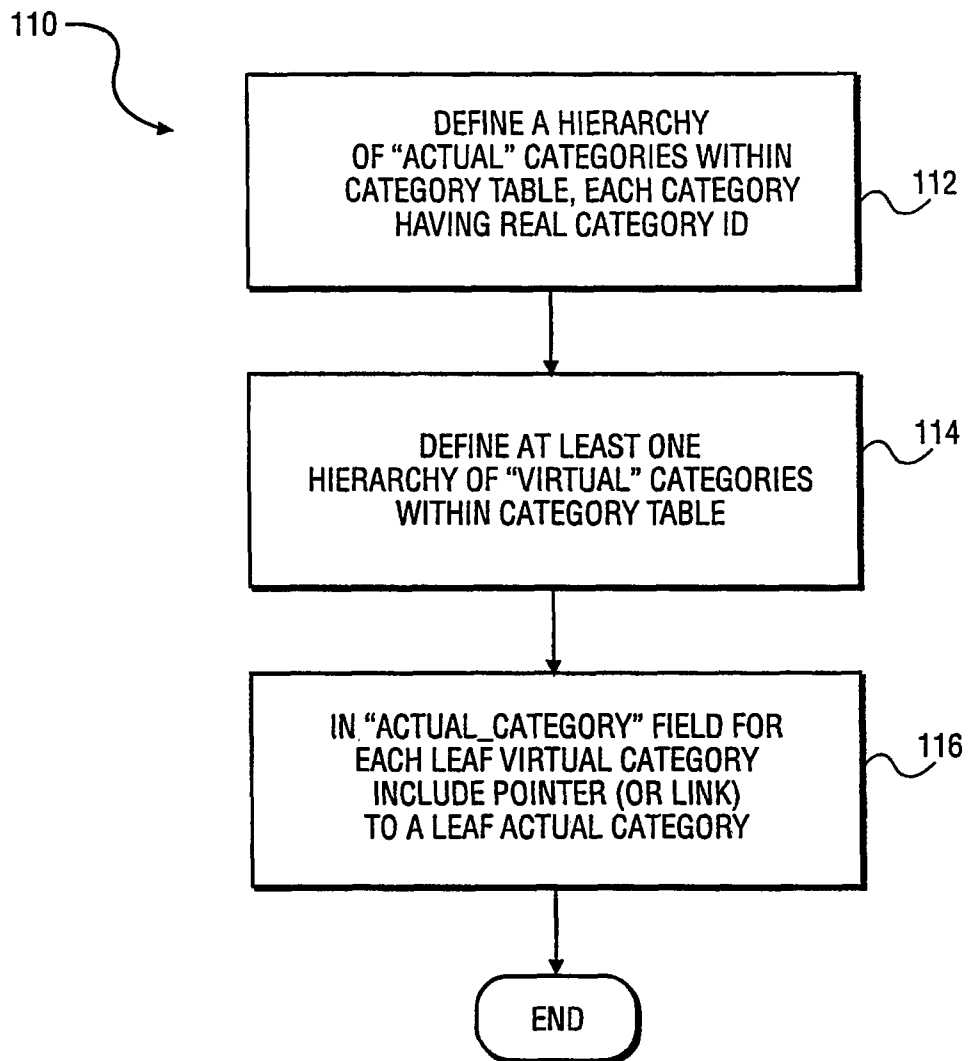 110
DEFINE A HIERARCHY
OF “ACTUAL” CATEGORIES WITHIN
CATEGORY TABLE, EACH CATEGORY
HAVING REAL CATEGORY ID
112
DEFINE AT LEAST ONE
HIERARCHY OF “VIRTUAL” CATEGORIES
WITHIN CATEGORY TABLE
114
IN “ACTUAL_CATEGORY” FIELD FOR
EACH LEAF VIRTUAL CATEGORY
INCLUDE POINTER (OR LINK)
TO A LEAF ACTUAL CATEGORY
116
END